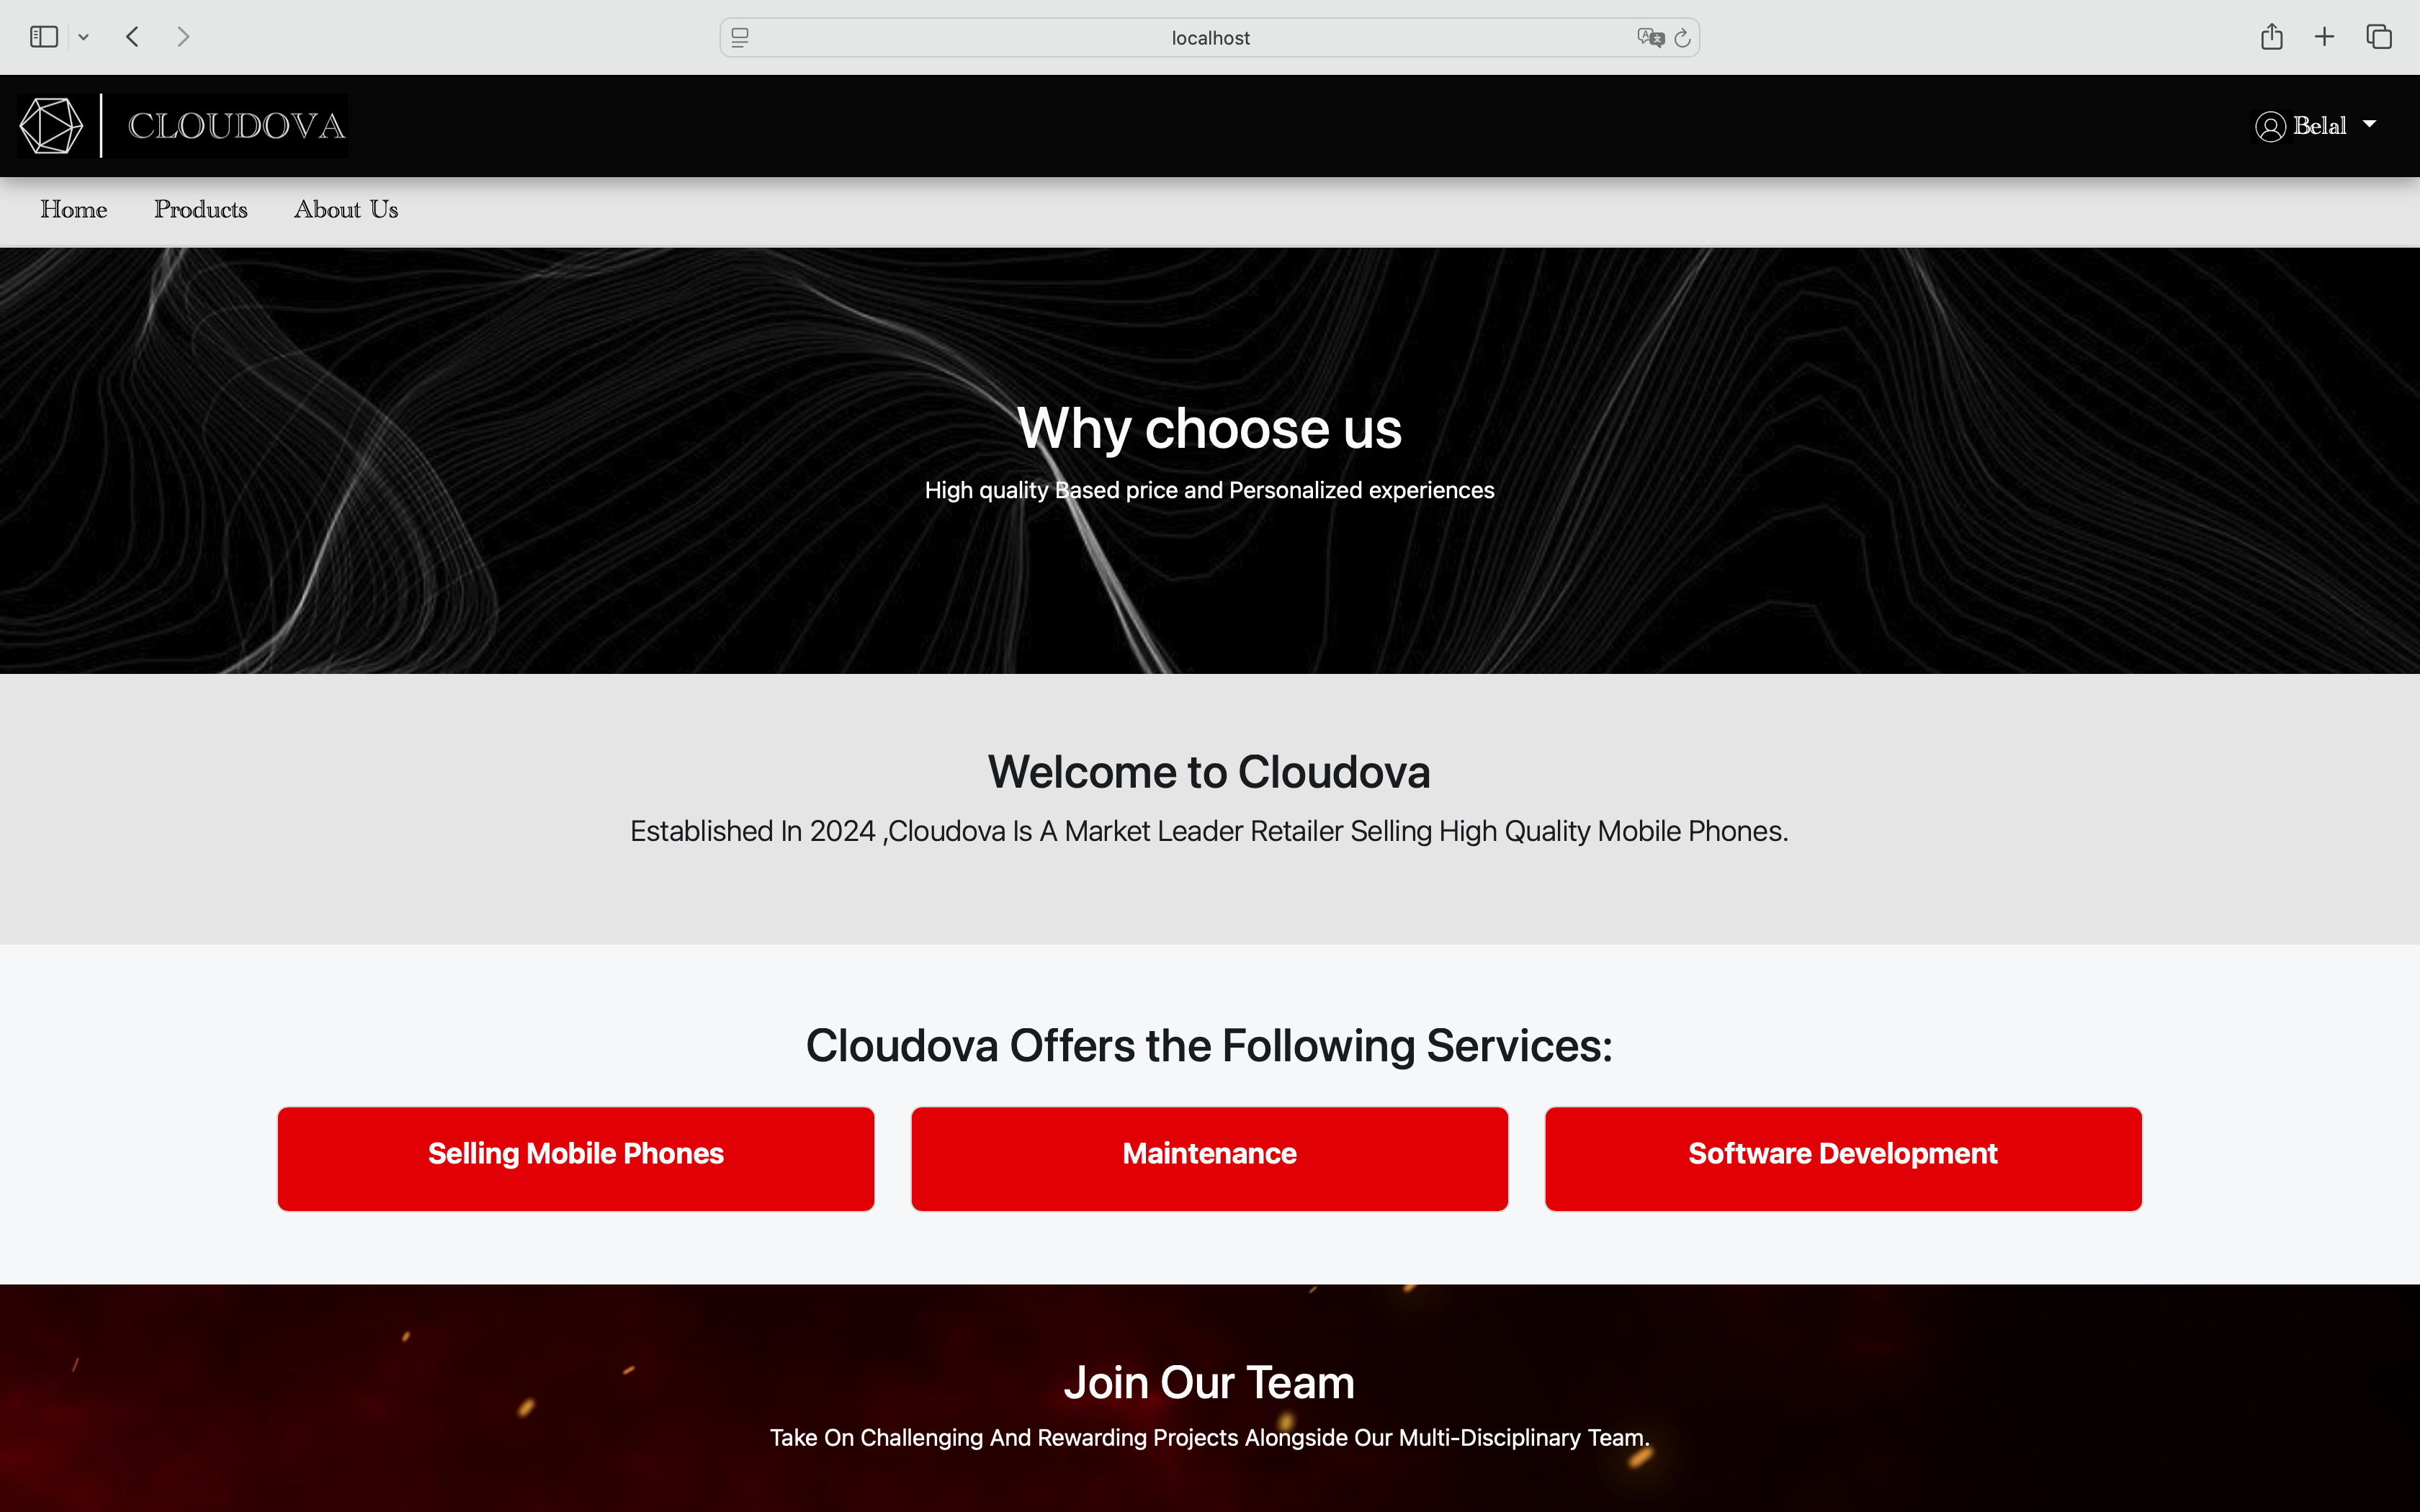 localhost
CLOUDOVA
Belal
Home Products About Us
Why choose us
High quality Based price and Personalized experiences
Welcome to Cloudova
Established In 2024 ,Cloudova Is A Market Leader Retailer Selling High Quality Mobile Phones.
Cloudova Offers the Following Services:
Selling Mobile Phones
Maintenance
Software Development
Join Our Team
Take On Challenging And Rewarding Projects Alongside Our Multi-Disciplinary Team.